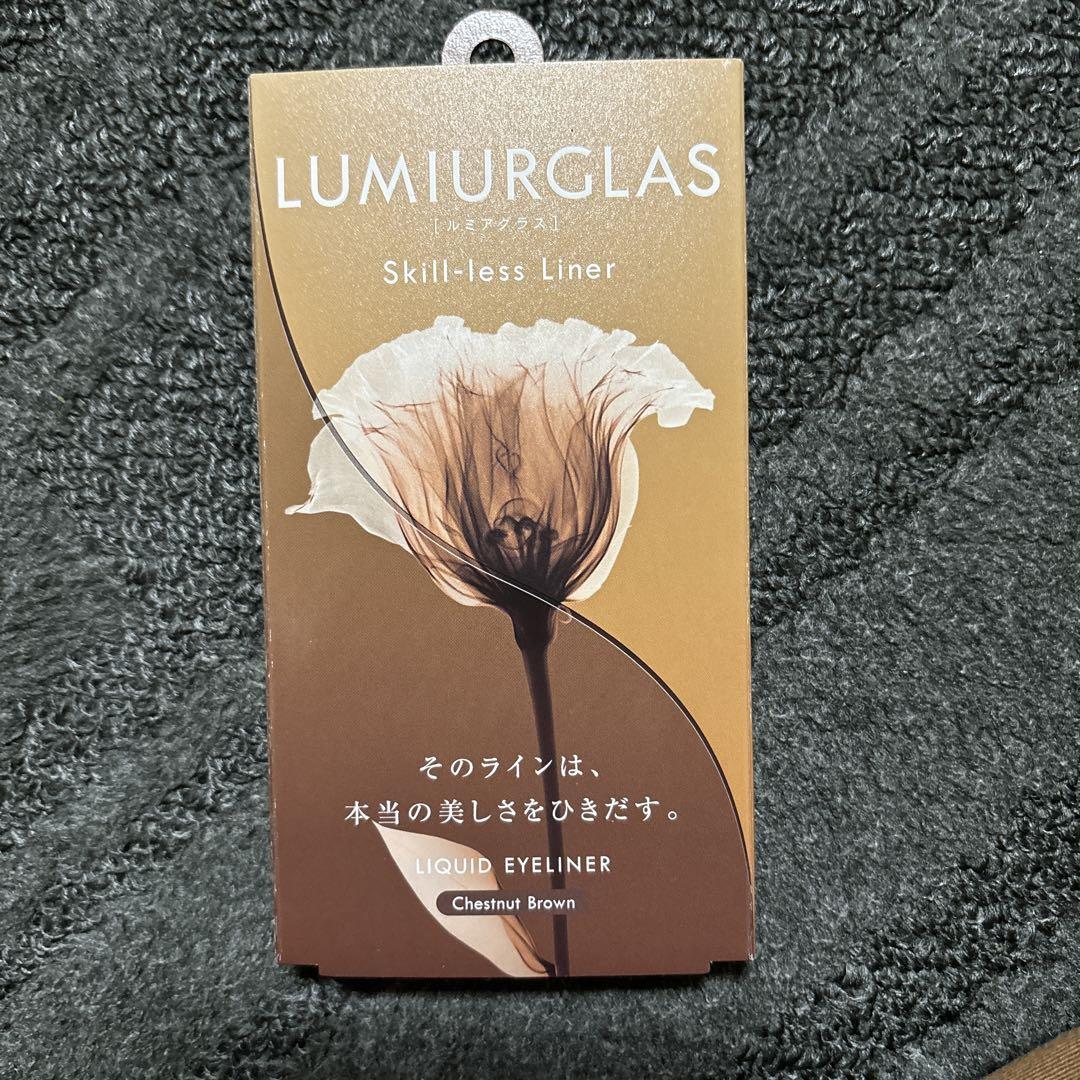 LUMIURGLAS
[ルミアグラス]
Skill-less Liner
そのラインは、
本当の美しさをひきだす。
LIQUID EYELINER
Chestnut Brown